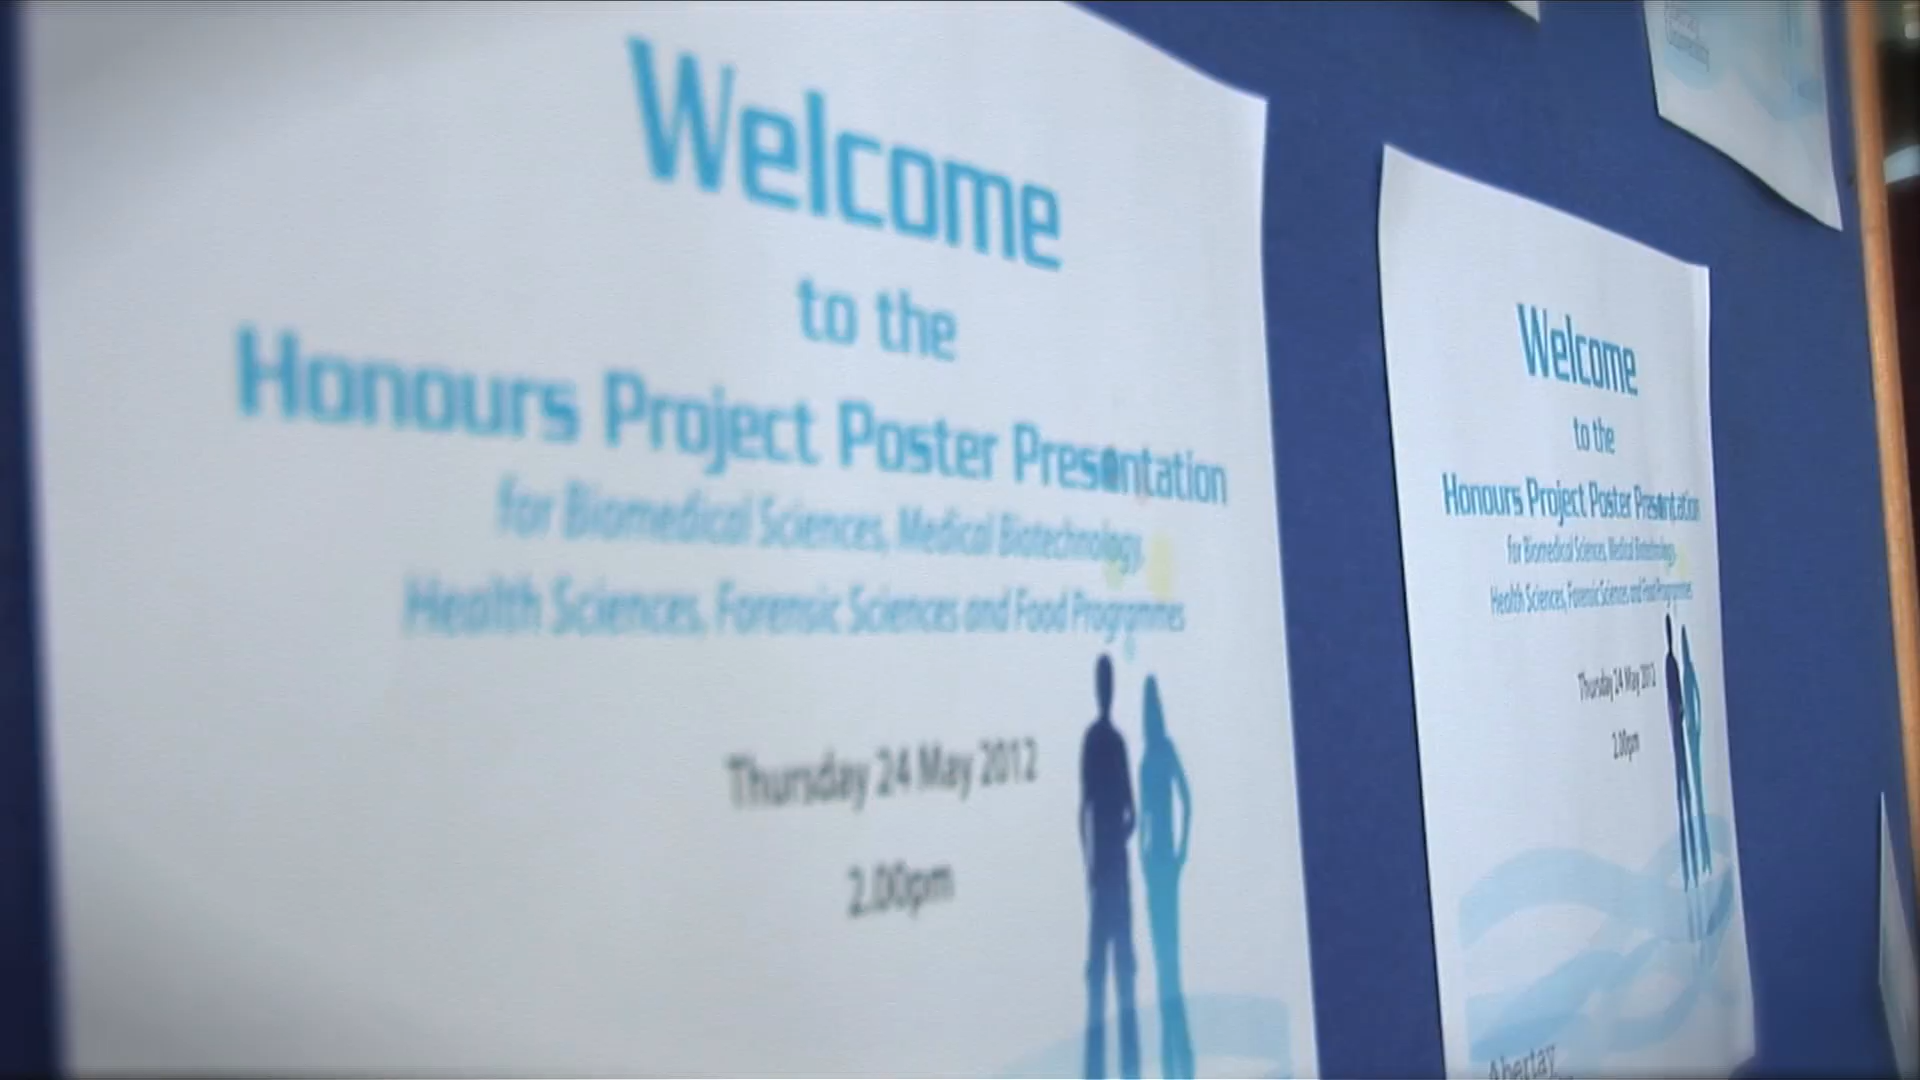 Welcome
to the
Honours Project Poster Presentation
for Biomedical Sciences, Medical Biotechnology,
Health Sciences, Forensic Sciences and Food Programmes
Thursday 24 May 2012
2.00pm
Welcome
to the
Honours Project Poster Presentation
for Biomedical Sciences, Medical Biotechnology,
Health Sciences, Forensic Sciences and Food Programmes
Thursday 24 May 2012
2.00pm
Abertay
University